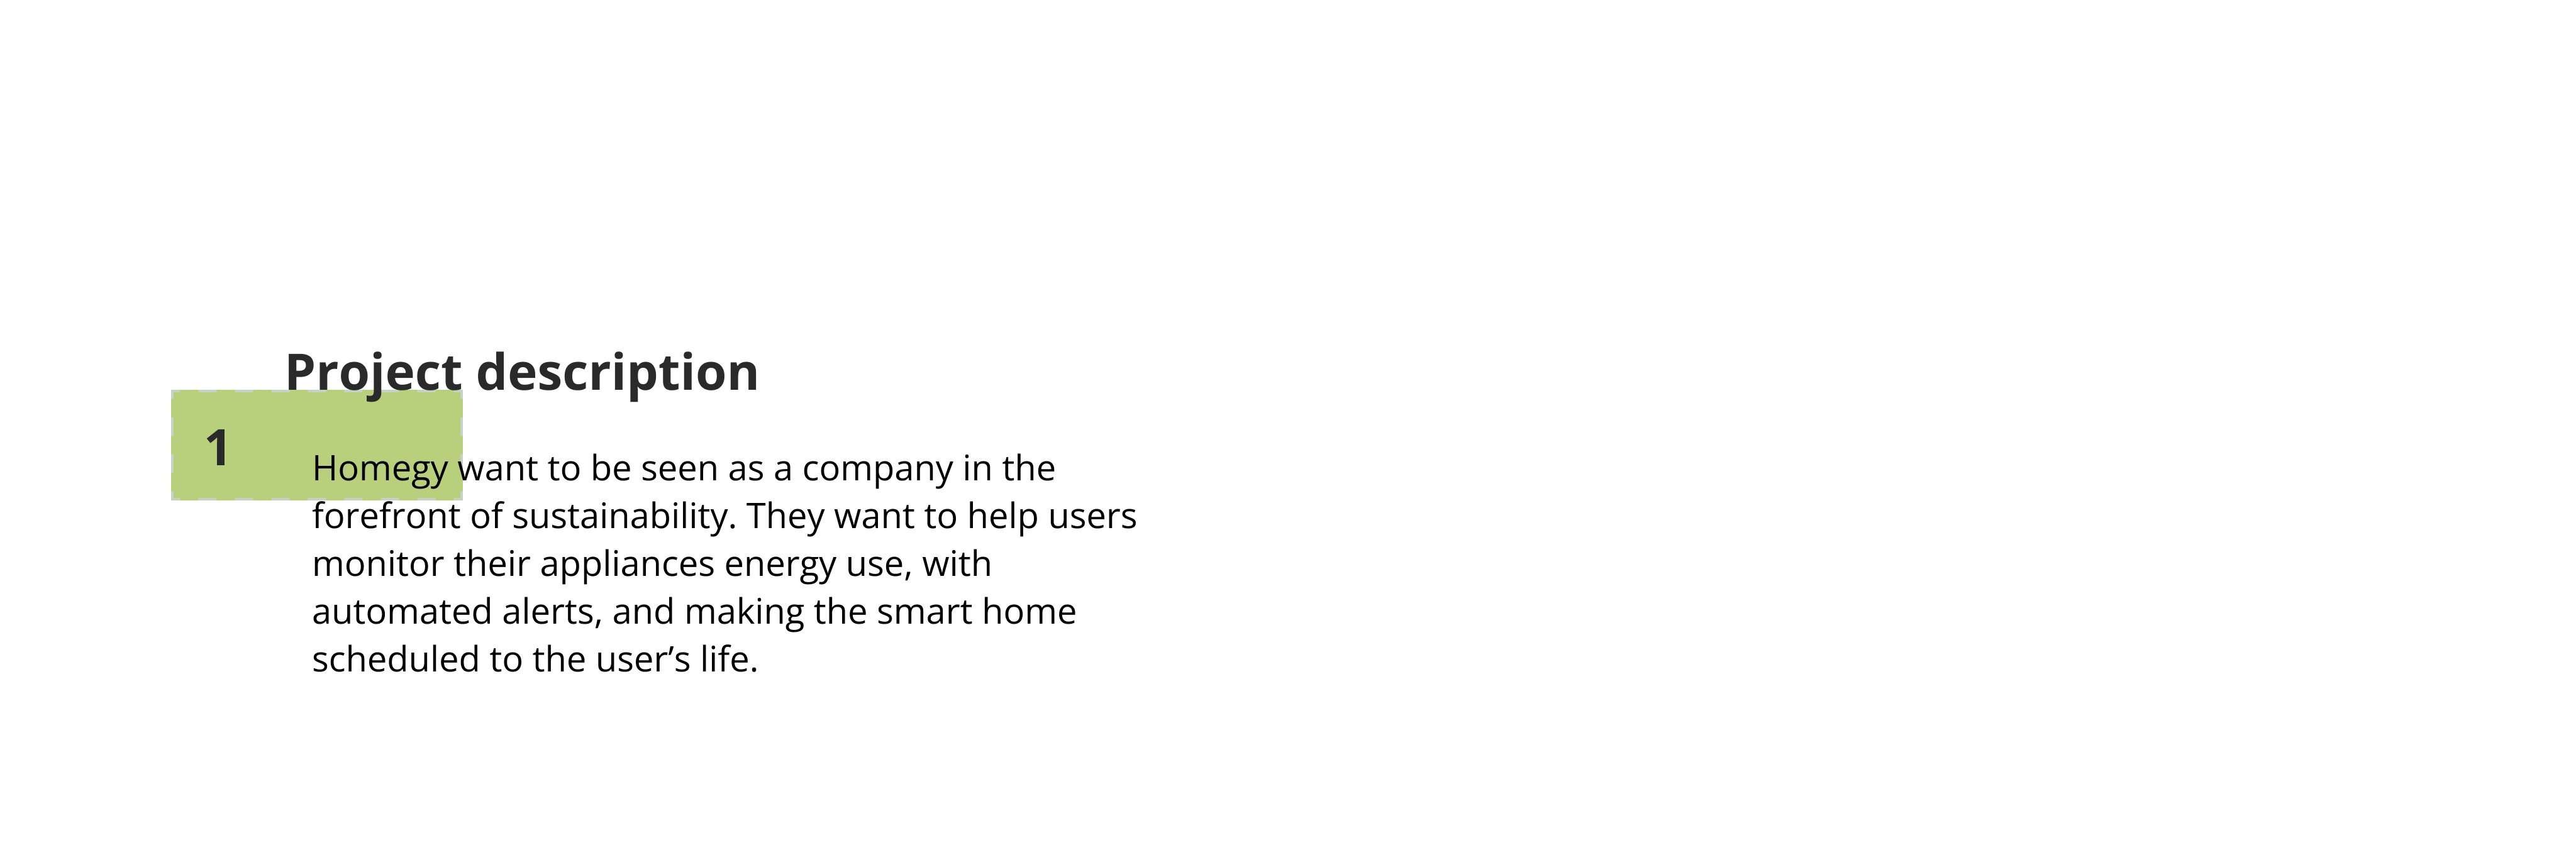 Project description
1
Homegy want to be seen as a company in the
forefront of sustainability. They want to help users
monitor their appliances energy use, with
automated alerts, and making the smart home
scheduled to the user’s life.